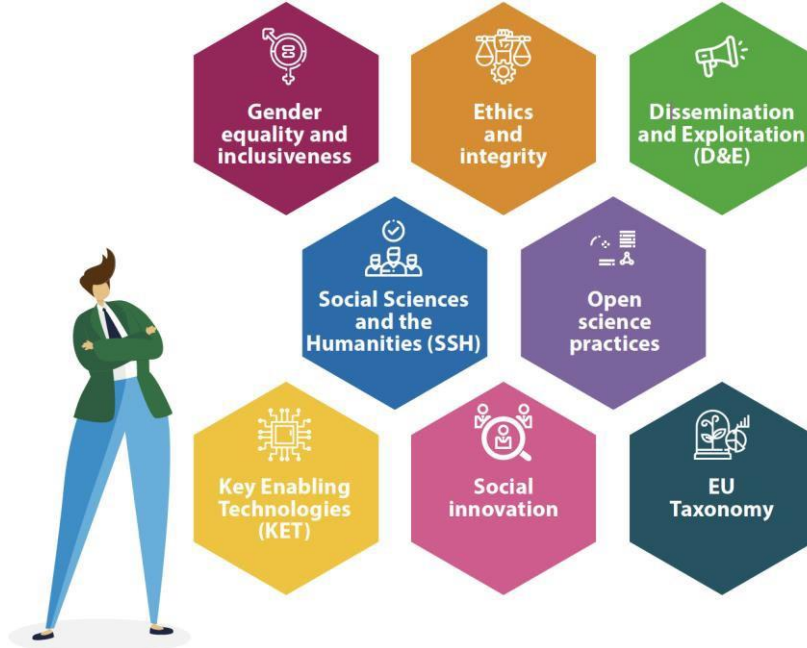 Gender
equality and
inclusiveness
Ethics
and
integrity
Dissemination
and Exploitation
(D&E)
Social Sciences
and the
Humanities (SSH)
Open
science
practices
Key Enabling
Technologies
(KET)
Social
innovation
EU
Taxonomy